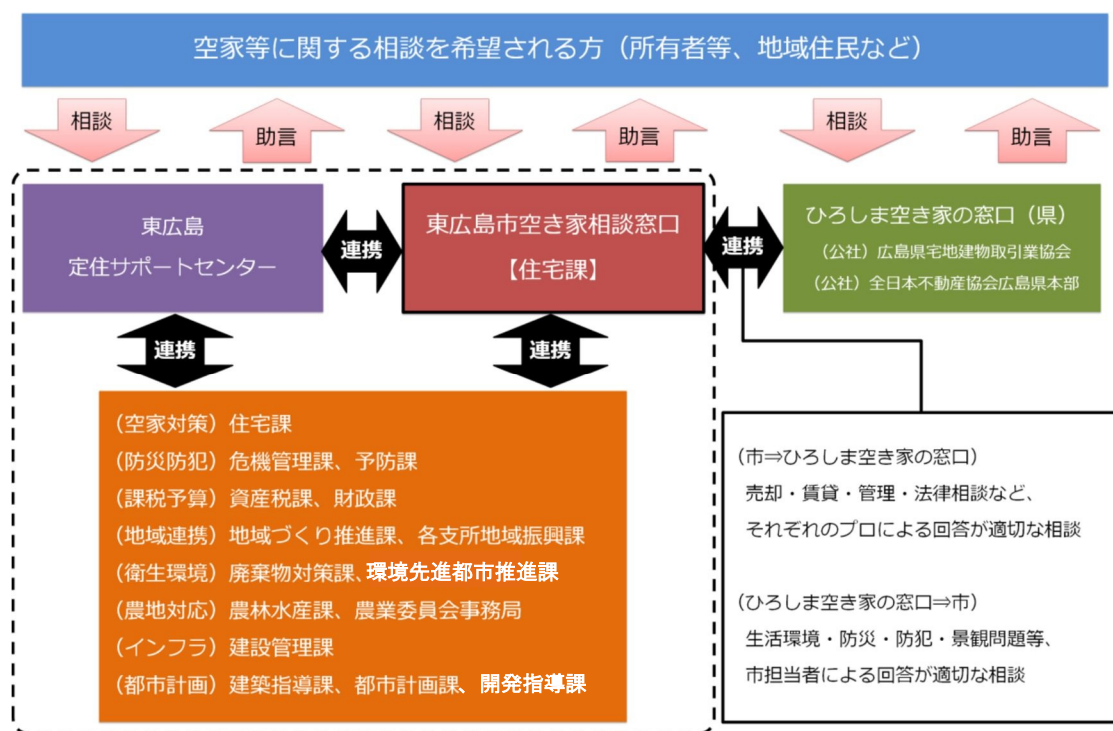 空家等に関する相談を希望される方（所有者等、地域住民など）
相談
助言
相談
助言
相談
助言
東広島
定住サポートセンター
連携
東広島市空き家相談窓口
【住宅課】
連携
ひろしま空き家の窓口（県）
（公社）広島県宅地建物取引業協会
（公社）全日本不動産協会広島県本部
連携
連携
（空家対策）住宅課
（防災防犯）危機管理課、予防課
（課税予算）資産税課、財政課
（地域連携）地域づくり推進課、各支所地域振興課
（衛生環境）廃棄物対策課、環境先進都市推進課
（農地対応）農林水産課、農業委員会事務局
（インフラ）建設管理課
（都市計画）建築指導課、都市計画課、開発指導課
（市⇒ひろしま空き家の窓口）
売却・賃貸・管理・法律相談など、
それぞれのプロによる回答が適切な相談
（ひろしま空き家の窓口⇒市）
生活環境・防災・防犯・景観問題等、
市担当者による回答が適切な相談